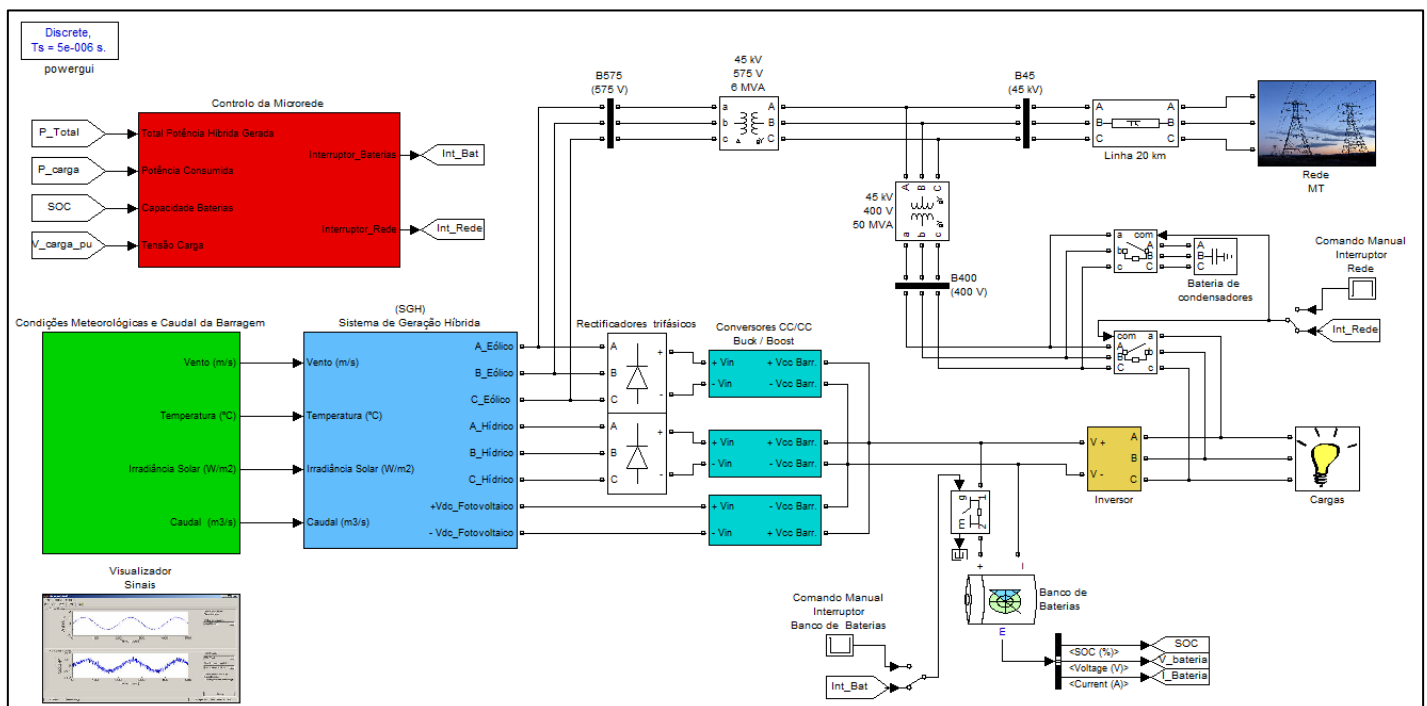 Discrete,
Ts = 5e-006 s.
powergui
Controlo da Microrede
P_Total
Total Potência Hibrida Gerada
P_carga
Potência Consumida
SOC
Capacidade Baterias
V_carga_pu
Tensão Carga
Interruptor_Baterias
Int_Bat
Interruptor_Rede
Int_Rede
B575
(575 V)
45 kV
575 V
6 MVA
a
b
c
A
B
C
B45
(45 kV)
A
B
C
A
B
C
Linha 20 km
Rede
MT
45 kV
400 V
50 MVA
A B C
a b c
B400
(400 V)
a
b
c
com
A
B
C
A
B
C
Bateria de
condensadores
Comando Manual
Interruptor
Rede
Int_Rede
com
A
B
C
a
b
c
Condições Meteorológicas e Caudal da Barragem
Vento (m/s)
Temperatura (ºC)
Irradiância Solar (W/m2)
Caudal (m3/s)
(SGH)
Sistema de Geração Híbrida
Vento (m/s)
Temperatura (ºC)
Irradiância Solar (W/m2)
Caudal (m3/s)
A_Eólico
B_Eólico
C_Eólico
A_Hídrico
B_Hídrico
C_Hídrico
+Vdc_Fotovoltaico
- Vdc_Fotovoltaico
Rectificadores trifásicos
A
B
C
+
-
A
B
C
+
-
Conversores CC/CC
Buck / Boost
+ Vin
+ Vcc Barr.
- Vin
- Vcc Barr.
+ Vin
+ Vcc Barr.
- Vin
- Vcc Barr.
+ Vin
- Vcc Barr.
- Vin
+ Vcc Barr.
V +
V -
A
B
C
Inversor
Cargas
g
m
1
2
+
-
Banco de
Baterias
m
Comando Manual
Interruptor
Banco de Baterias
Int_Bat
<SOC (%)>
<Voltage (V)>
<Current (A)>
SOC
V_bateria
I_Bateria
Visualizador
Sinais